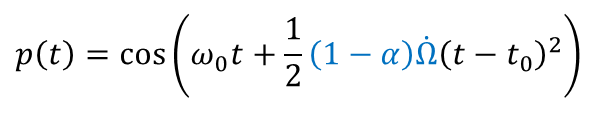 p(t) = cos(ω₀t + 1/2 (1 − α)Ω̇(t − t₀)²)